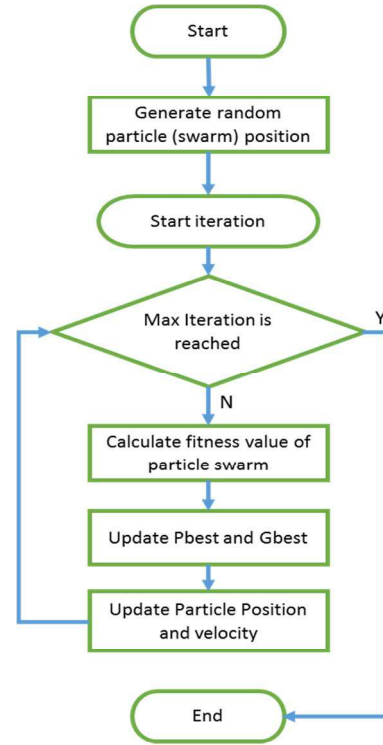 Start
Generate random
particle (swarm) position
Start iteration
Max Iteration is
reached
Y
N
Calculate fitness value of
particle swarm
Update Pbest and Gbest
Update Particle Position
and velocity
End